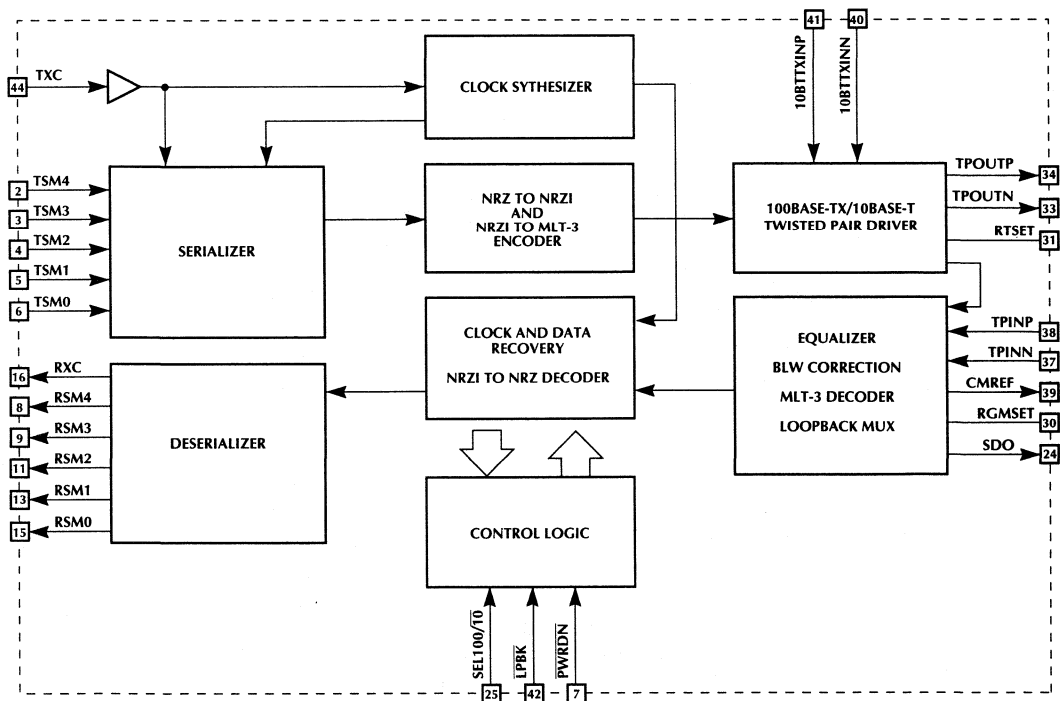 41
40
10BTTXINP
10BTTXINN
44
TXC
CLOCK SYTHESIZER
2
TSM4
3
TSM3
4
TSM2
5
TSM1
6
TSM0
SERIALIZER
NRZ TO NRZI
AND
NRZI TO MLT-3
ENCODER
100BASE-TX/10BASE-T
TWISTED PAIR DRIVER
TPOUTP
34
TPOUTN
33
RTSET
31
CLOCK AND DATA
RECOVERY
NRZI TO NRZ DECODER
EQUALIZER
BLW CORRECTION
MLT-3 DECODER
LOOPBACK MUX
TPINP
38
TPINN
37
CMREF
39
RGMSET
30
SDO
24
16
RXC
8
RSM4
9
RSM3
11
RSM2
13
RSM1
15
RSM0
DESERIALIZER
CONTROL LOGIC
SEL100/10
LPBK
PWRDN
25
42
7